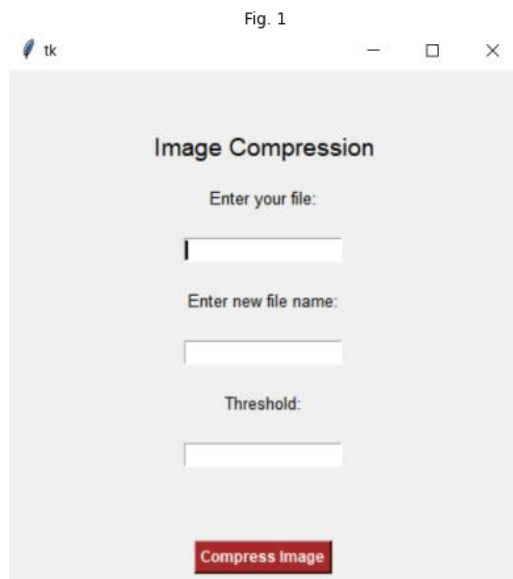 Fig. 1
tk
Image Compression
Enter your file:
Enter new file name:
Threshold:
Compress Image